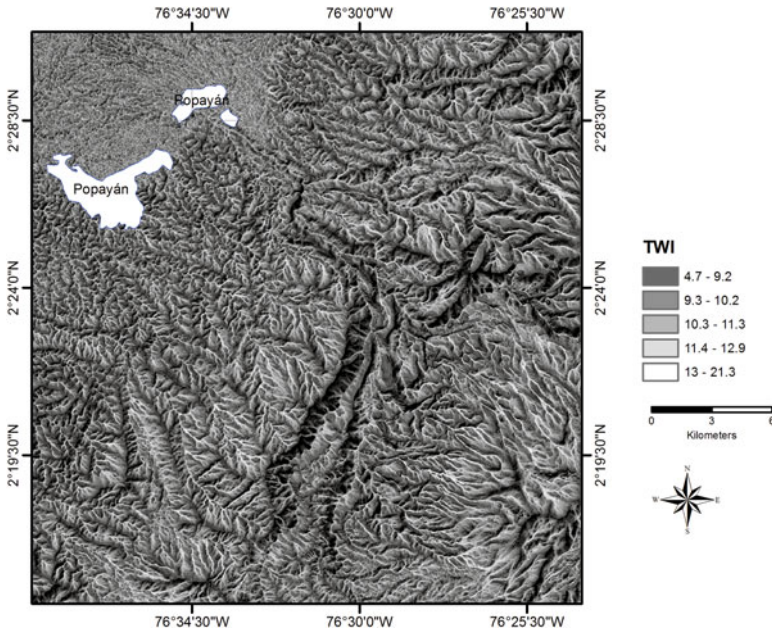 76°34'30"W 76°30'0"W 76°25'30"W
Popayán
2°28'30"N 2°28'30"N
Popayán
TWI
4.7 - 9.2
2°24'0"N 2°24'0"N
9.3 - 10.2
10.3 - 11.3
11.4 - 12.9
13 - 21.3
0 3 6
Kilometers
2°19'30"N 2°19'30"N
N
W E
S
76°34'30"W 76°30'0"W 76°25'30"W